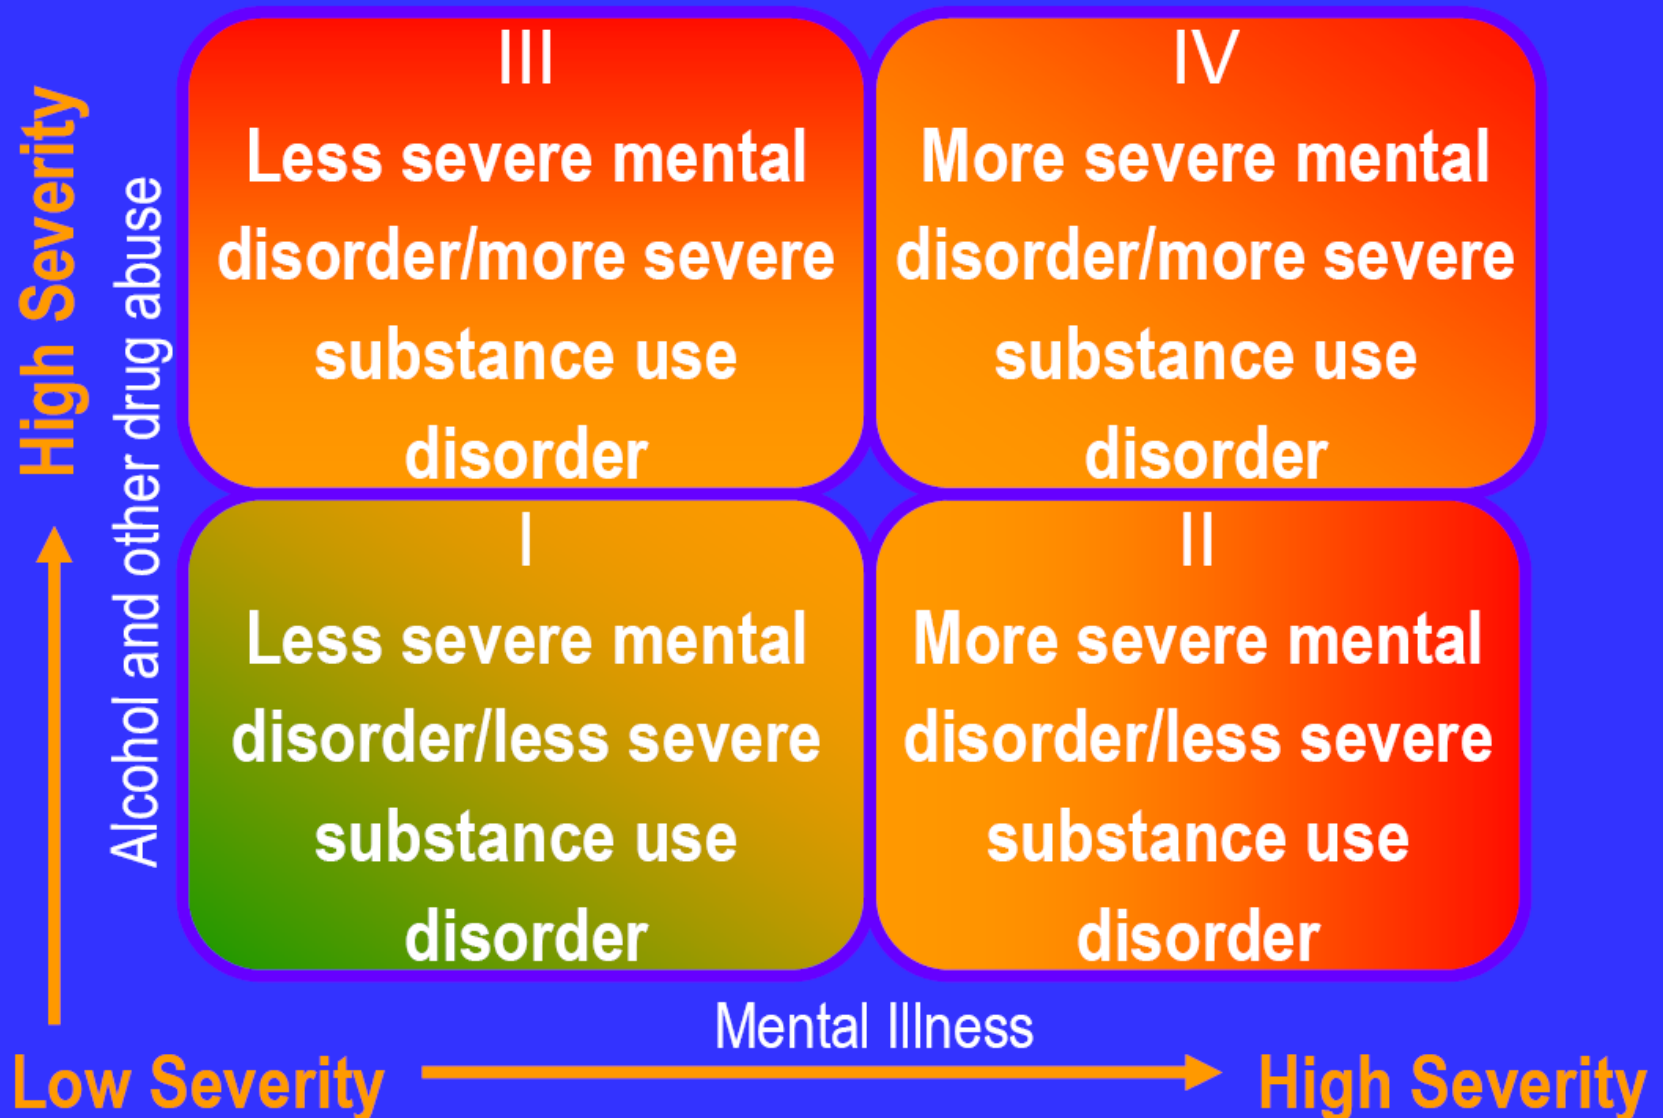 High Severity
Alcohol and other drug abuse
III
Less severe mental
disorder/more severe
substance use
disorder
IV
More severe mental
disorder/more severe
substance use
disorder
I
Less severe mental
disorder/less severe
substance use
disorder
II
More severe mental
disorder/less severe
substance use
disorder
Mental Illness
Low Severity
High Severity